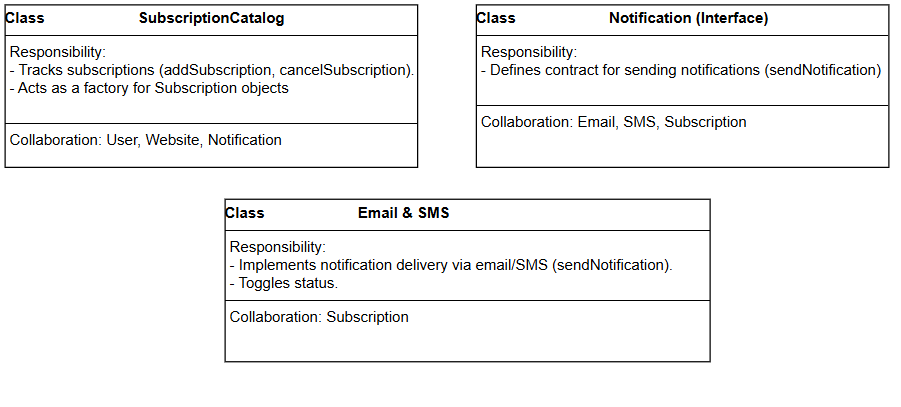 Class SubscriptionCatalog
Responsibility:
- Tracks subscriptions (addSubscription, cancelSubscription).
- Acts as a factory for Subscription objects
Collaboration: User, Website, Notification
Class Notification (Interface)
Responsibility:
- Defines contract for sending notifications (sendNotification)
Collaboration: Email, SMS, Subscription
Class Email & SMS
Responsibility:
- Implements notification delivery via email/SMS (sendNotification).
- Toggles status.
Collaboration: Subscription